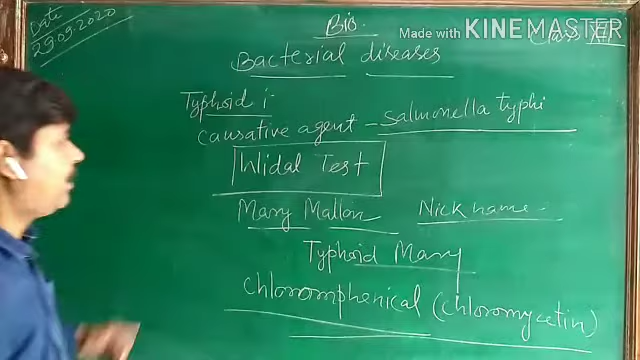 Date
29.09.2020
Bio.
Made with KINEMASTER
Class XII
Bacterial diseases
Typhoid :
Causative agent - Salmonella typhi
Widal Test
Mary Mallon Nick name -
Typhoid Mary
Chloromphenical (Chloromycetin)